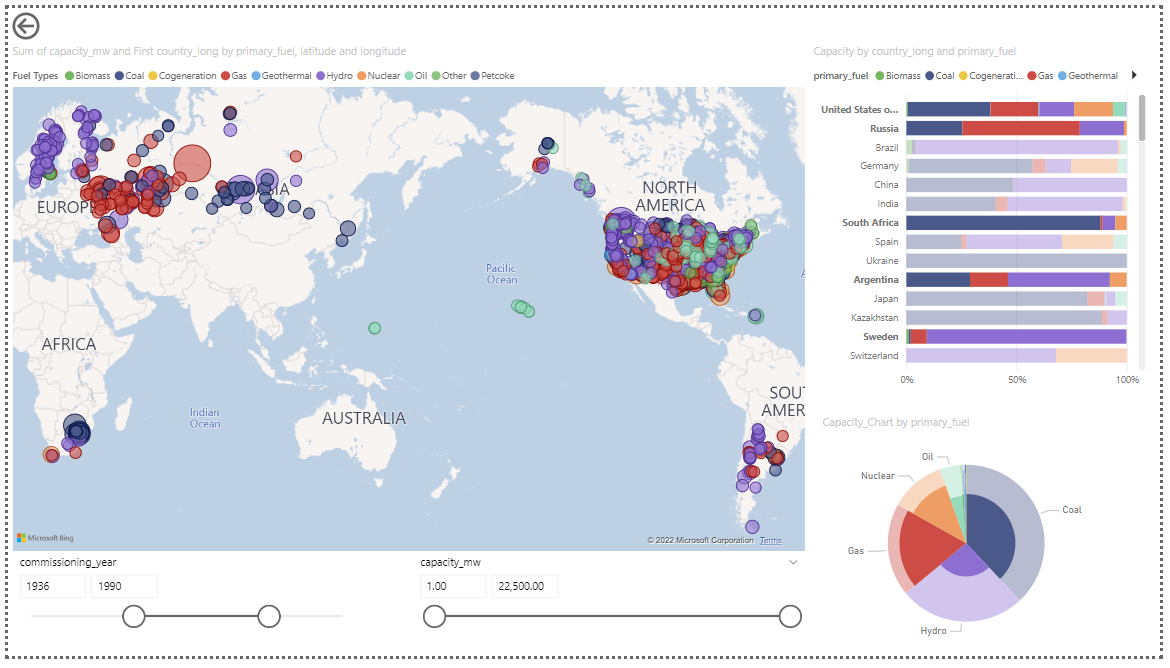 Sum of capacity_mw and First country_long by primary_fuel, latitude and longitude
Fuel Types Biomass Coal Cogeneration Gas Geothermal Hydro Nuclear Oil Other Petcoke
EUROP
ASIA
NORTH
AMERICA
Pacific
Ocean
AFRICA
Indian
Ocean
AUSTRALIA
SOUT
AMER
A
Microsoft Bing
© 2022 Microsoft Corporation Terms
commissioning_year
1936 1990
capacity_mw
1.00 22,500.00
Capacity by country_long and primary_fuel
primary_fuel Biomass Coal Cogenerati... Gas Geothermal
United States o...
Russia
Brazil
Germany
China
India
South Africa
Spain
Ukraine
Argentina
Japan
Kazakhstan
Sweden
Switzerland
0% 50% 100%
Capacity_Chart by primary_fuel
Oil
Nuclear
Coal
Gas
Hydro